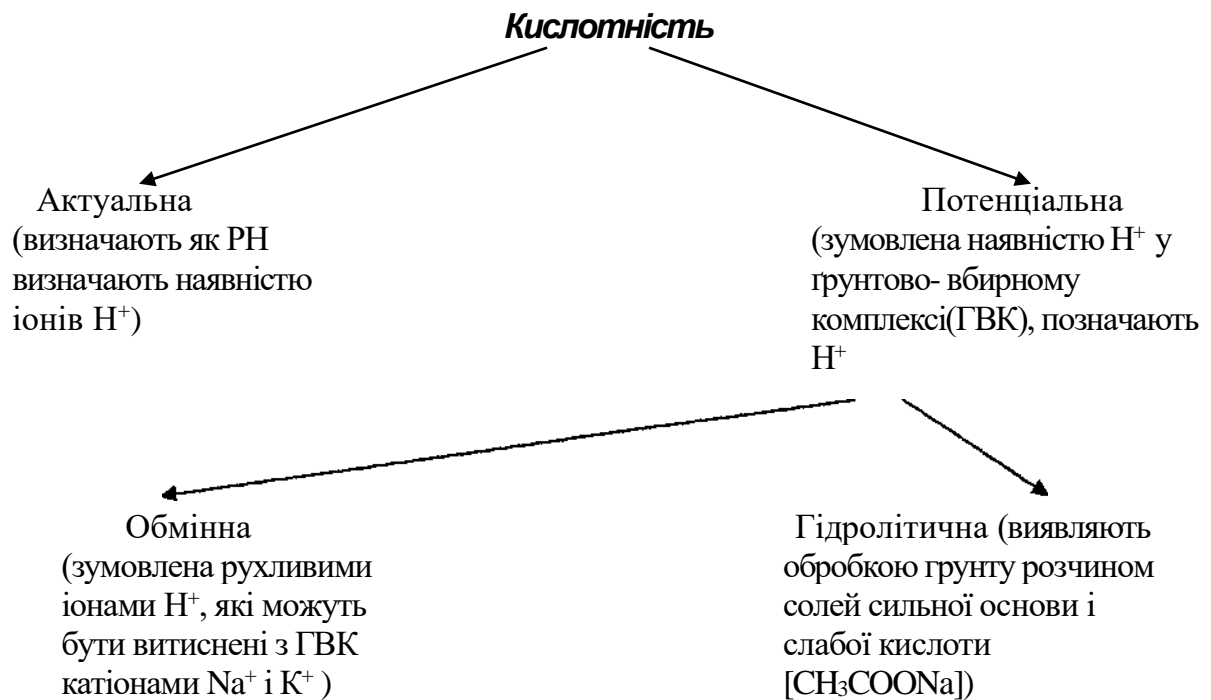 Кислотність
Актуальна
(визначають як РН
визначають наявністю
іонів Н⁺)
Потенціальна
(зумовлена наявністю Н⁺ у
ґрунтово- вбирному
комплексі(ГВК), позначають
Н⁺
Обмінна
(зумовлена рухливими
іонами Н⁺, які можуть
бути витиснені з ГВК
катіонами Na⁺ і К⁺ )
Гідролітична (виявляють
обробкою грунту розчином
солей сильної основи і
слабої кислоти
[CH₃COONa])